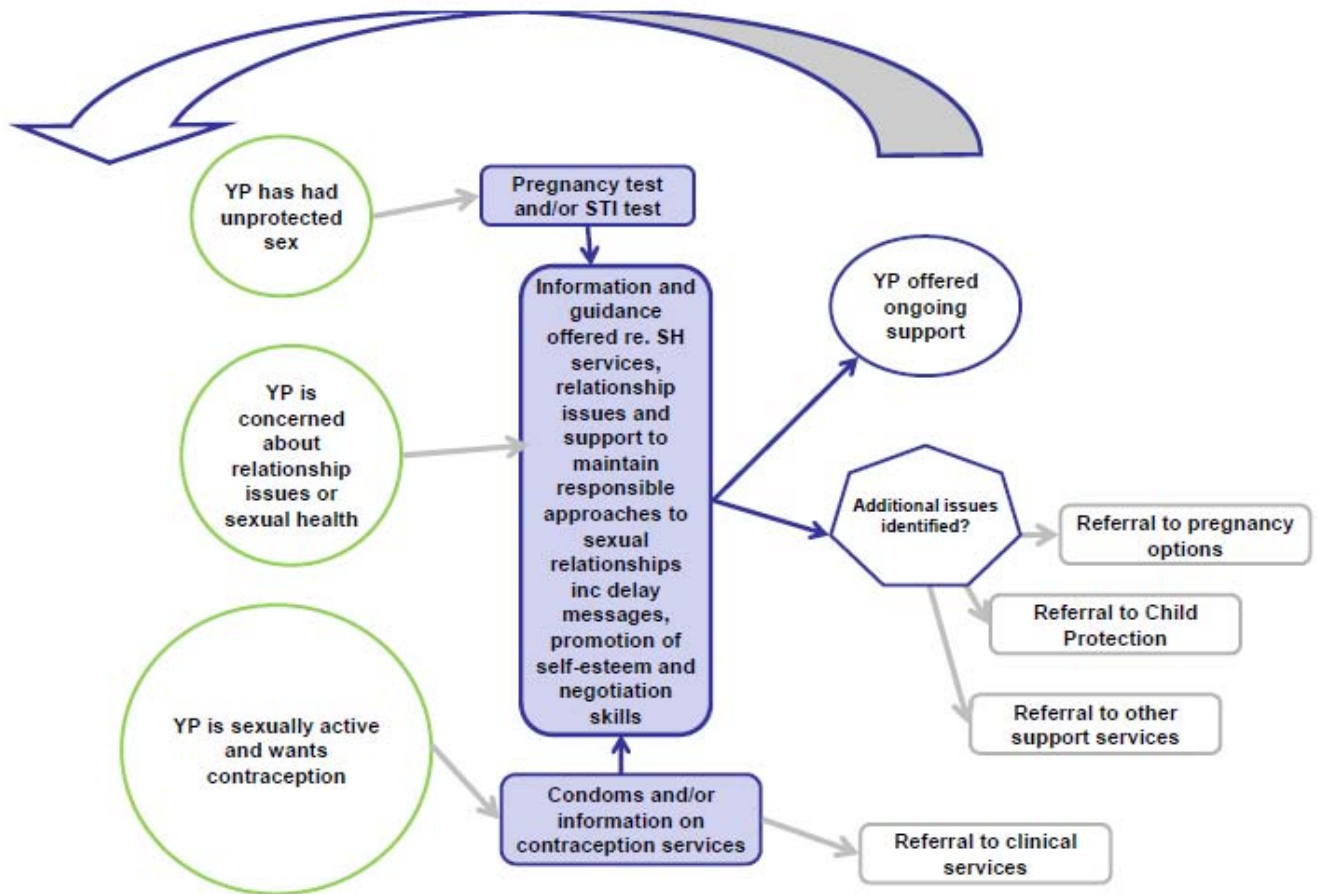 YP has had
unprotected
sex
Pregnancy test
and/or STI test
YP is
concerned
about
relationship
issues or
sexual health
Information and
guidance
offered re. SH
services,
relationship
issues and
support to
maintain
responsible
approaches to
sexual
relationships
inc delay
messages,
promotion of
self-esteem and
negotiation
skills
YP offered
ongoing
support
Additional issues
identified?
Referral to pregnancy
options
Referral to Child
Protection
Referral to other
support services
YP is sexually active
and wants
contraception
Condoms and/or
information on
contraception services
Referral to clinical
services